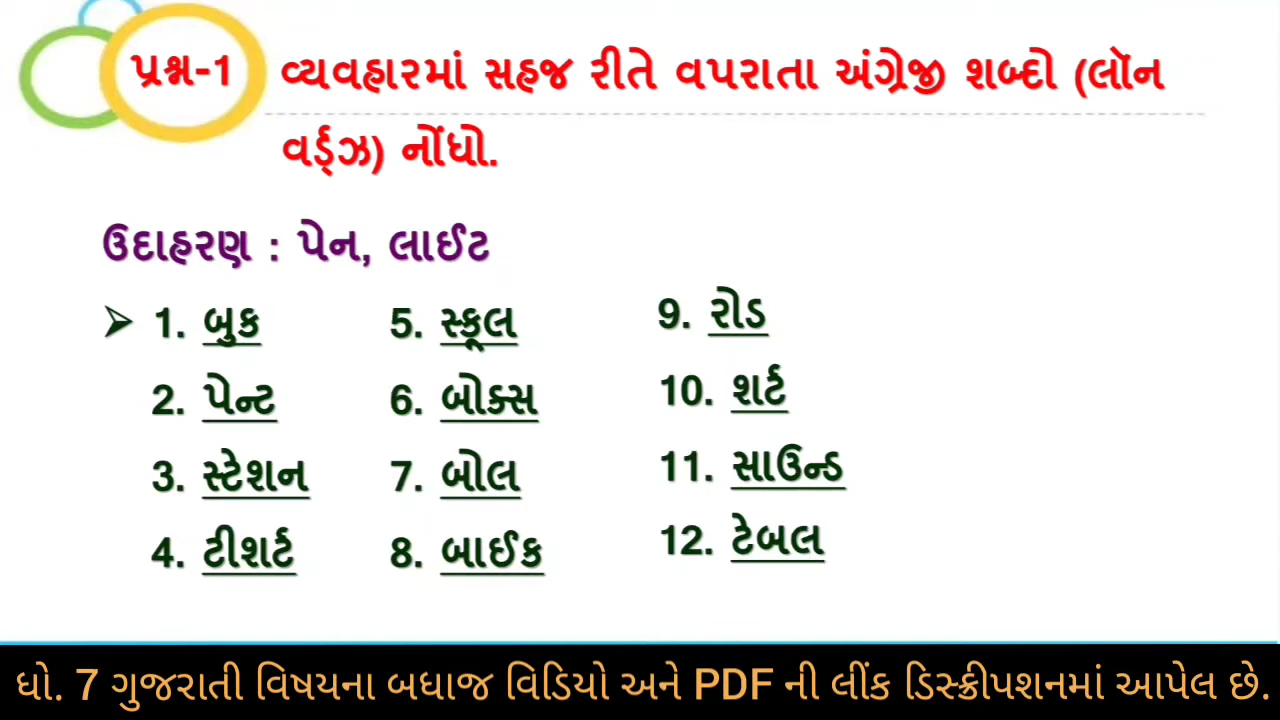 પ્રશ્ન-1 વ્યવહારમાં સહજ રીતે વપરાતા અંગ્રેજી શબ્દો (લૉન
વર્ડ્ઝ) નોંધો.
ઉદાહરણ : પેન, લાઈટ
➢ 1. બુક
2. પેન્ટ
3. સ્ટેશન
4. ટીશર્ટ
5. સ્કૂલ
6. બોક્સ
7. બોલ
8. બાઈક
9. રોડ
10. શર્ટ
11. સાઉન્ડ
12. ટેબલ
ધો. 7 ગુજરાતી વિષયના બધાજ વિડિયો અને PDF ની લીંક ડિસ્ક્રીપશનમાં આપેલ છે.